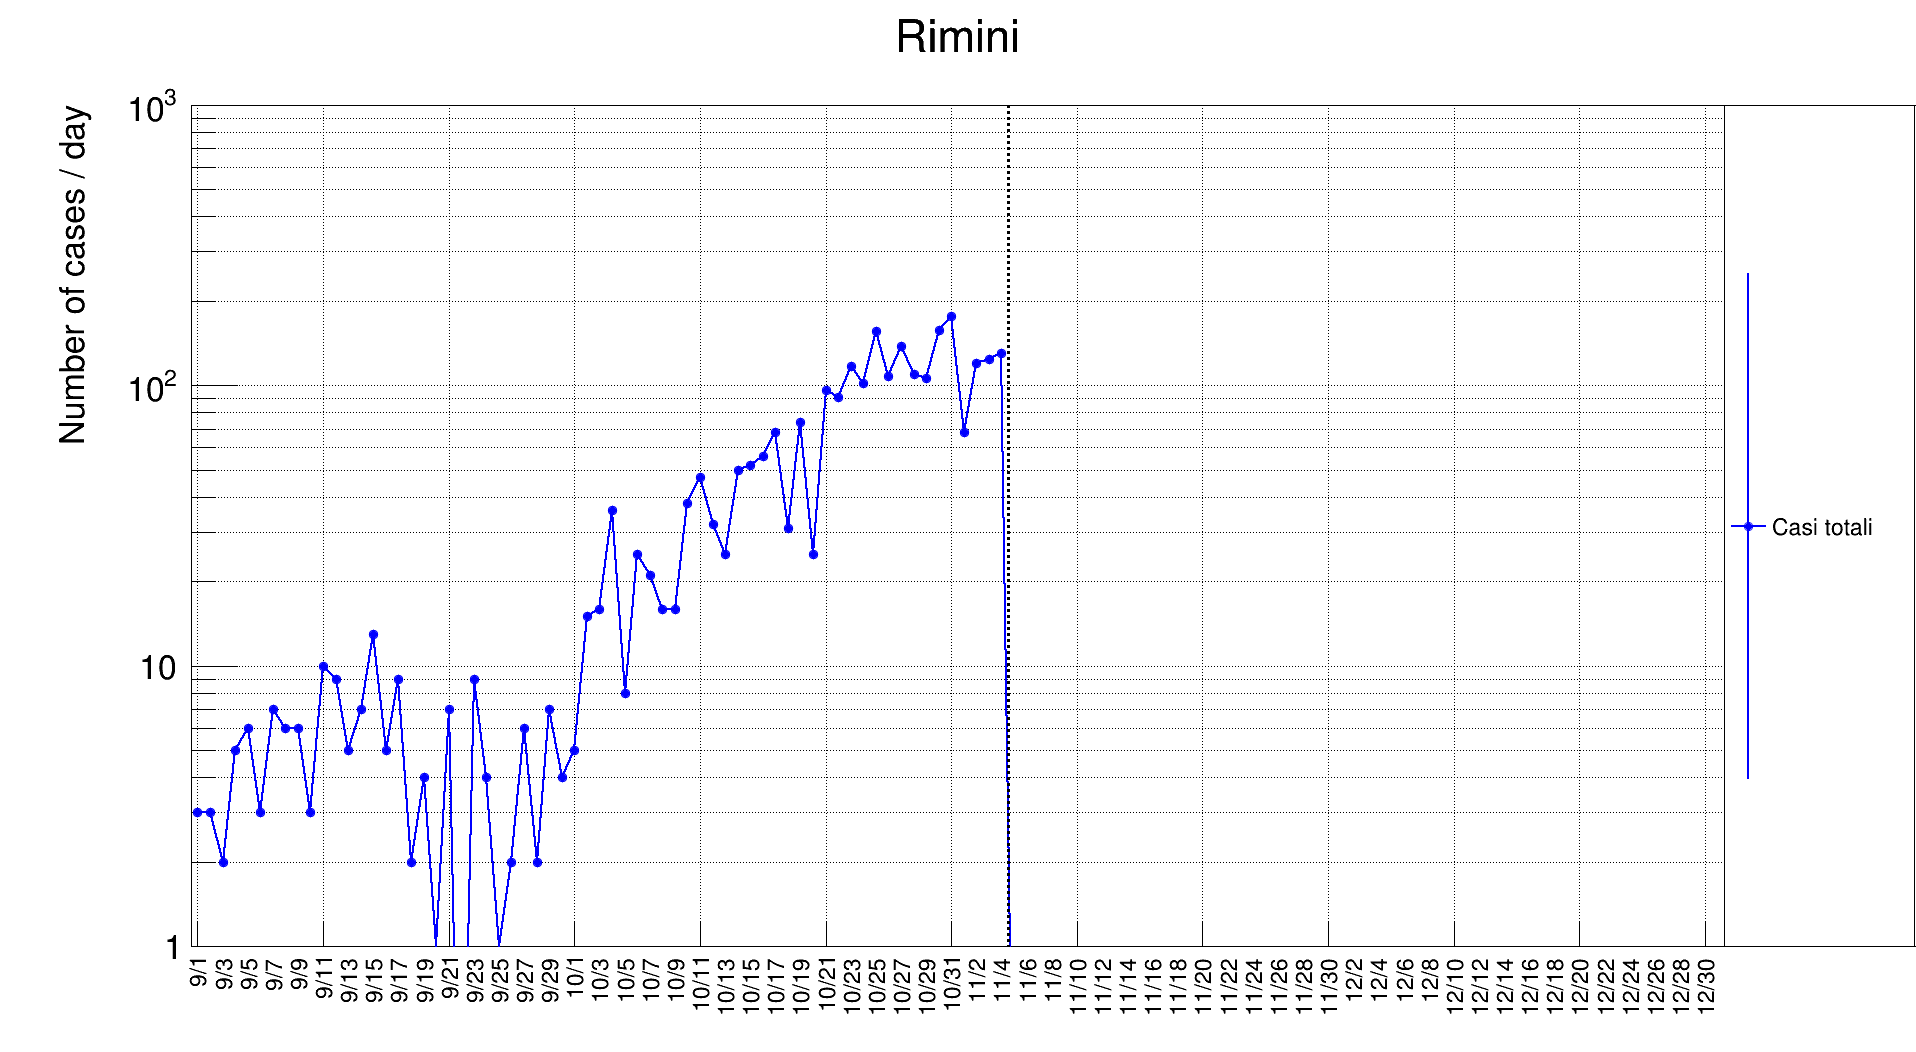 Rimini
Number of cases / day
10³
10²
10
1
9/1 9/3 9/5 9/7 9/9 9/11 9/13 9/15 9/17 9/19 9/21 9/23 9/25 9/27 9/29 10/1 10/3 10/5 10/7 10/9 10/11 10/13 10/15 10/17 10/19 10/21 10/23 10/25 10/27 10/29 10/31 11/2 11/4 11/6 11/8 11/10 11/12 11/14 11/16 11/18 11/20 11/22 11/24 11/26 11/28 11/30 12/2 12/4 12/6 12/8 12/10 12/12 12/14 12/16 12/18 12/20 12/22 12/24 12/26 12/28 12/30
Casi totali